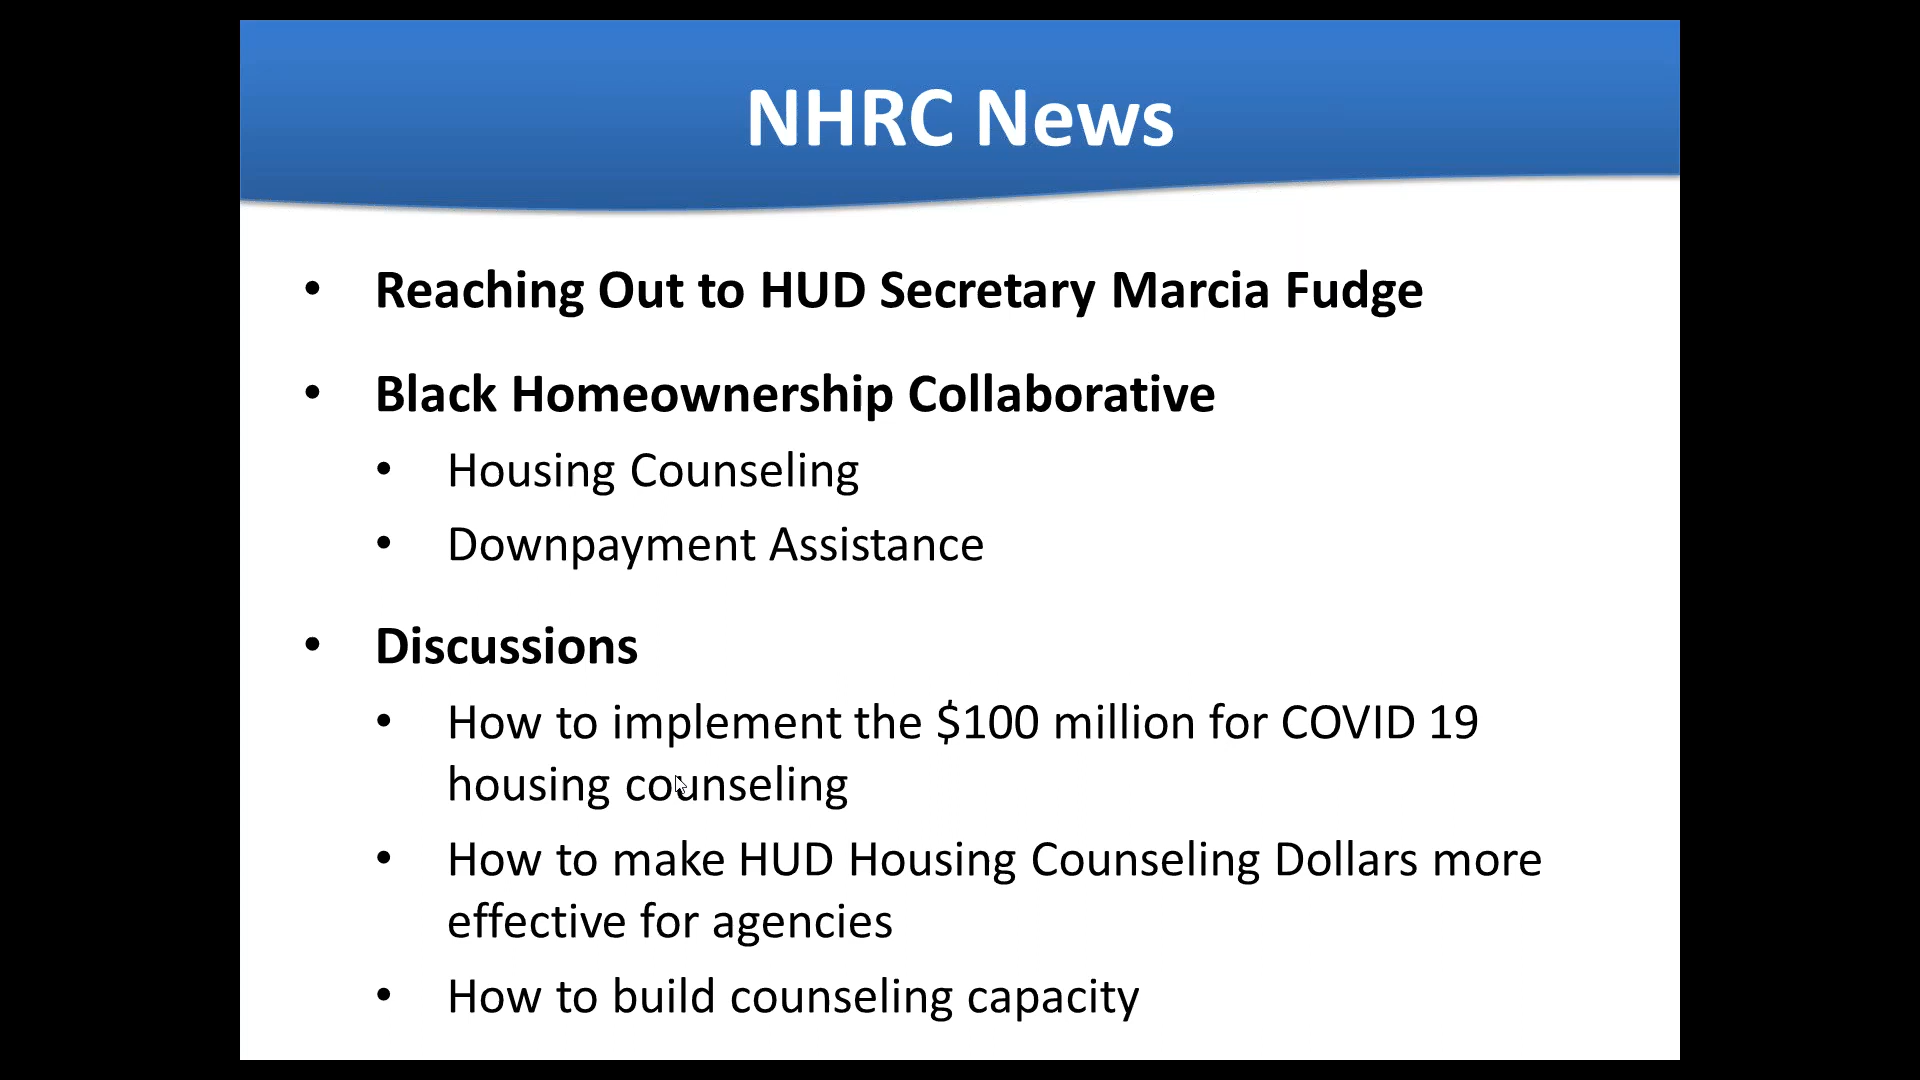 NHRC News
• Reaching Out to HUD Secretary Marcia Fudge
• Black Homeownership Collaborative
• Housing Counseling
• Downpayment Assistance
• Discussions
• How to implement the $100 million for COVID 19
housing counseling
• How to make HUD Housing Counseling Dollars more
effective for agencies
• How to build counseling capacity